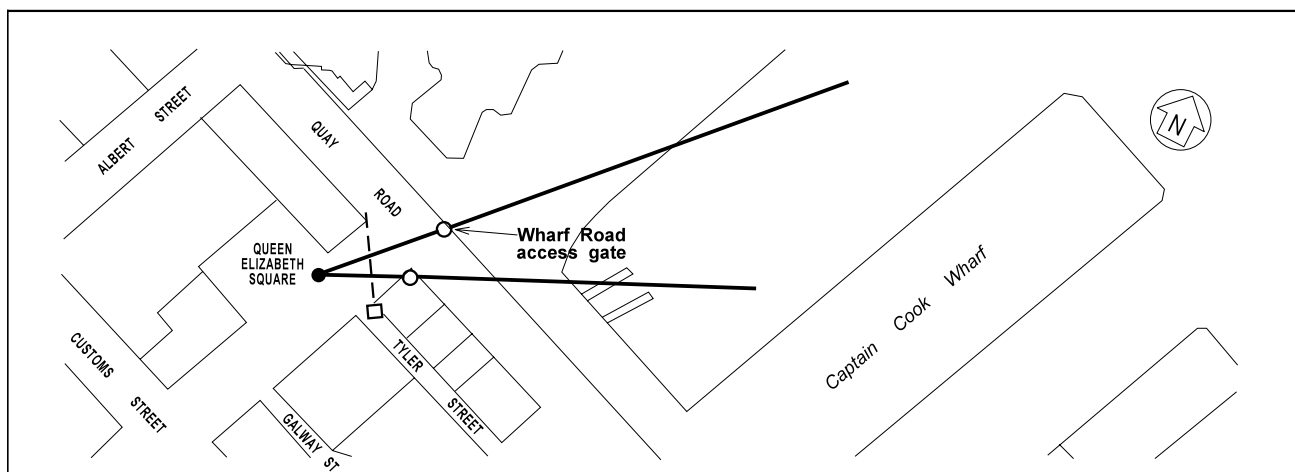 ALBERT STREET
QUAY ROAD
N
QUEEN
ELIZABETH
SQUARE
Wharf Road
access gate
Captain Cook Wharf
CUSTOMS STREET
TYLER STREET
GALWAY ST